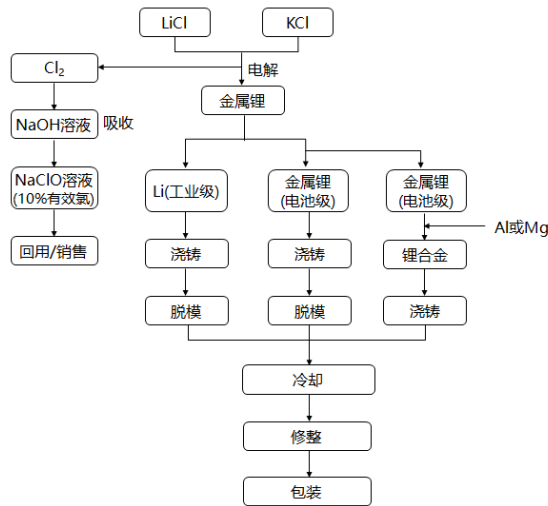 LiCl
KCl
Cl₂
电解
金属锂
NaOH溶液
吸收
NaClO溶液
(10%有效氯)
Li(工业级)
金属锂
(电池级)
金属锂
(电池级)
Al或Mg
回用/销售
浇铸
浇铸
锂合金
脱模
脱模
浇铸
冷却
修整
包装